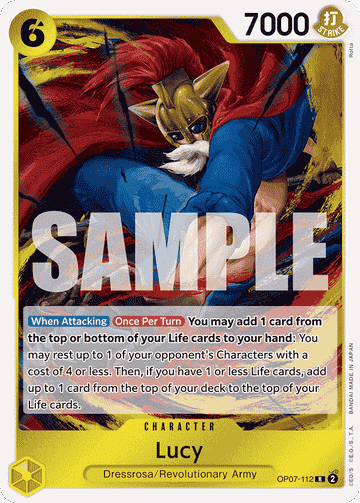 6
7000
打
STRIKE
Rotta
SAMPLE
When Attacking Once Per Turn You may add 1 card from
the top or bottom of your Life cards to your hand: You
may rest up to 1 of your opponent's Characters with a
cost of 4 or less. Then, if you have 1 or less Life cards, add
up to 1 card from the top of your deck to the top of your
Life cards.
CHARACTER
Lucy
Dressrosa/Revolutionary Army
OP07-112 R 2
©E.O/S. ©E.O./S., T.A. BANDAI MADE IN JAPAN